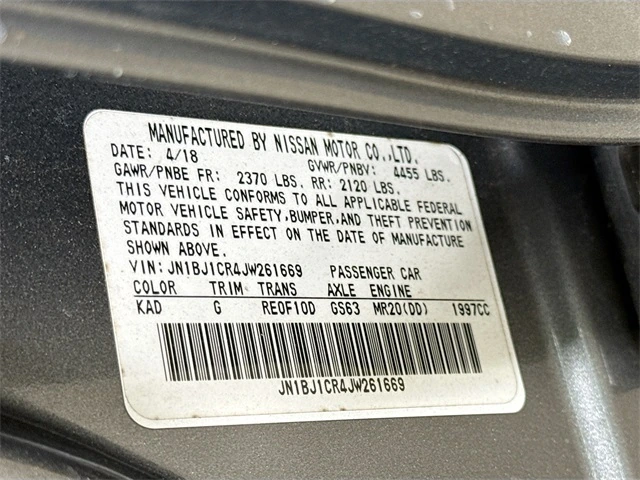 MANUFACTURED BY NISSAN MOTOR CO.,LTD.
DATE: 4/18 GVWR/PNBV: 4455 LBS.
GAWR/PNBE FR: 2370 LBS. RR: 2120 LBS.
THIS VEHICLE CONFORMS TO ALL APPLICABLE FEDERAL
MOTOR VEHICLE SAFETY,BUMPER,AND THEFT PREVENTION
STANDARDS IN EFFECT ON THE DATE OF MANUFACTURE
SHOWN ABOVE.
VIN: JN1BJ1CR4JW261669 PASSENGER CAR
COLOR TRIM TRANS AXLE ENGINE
KAD G RE0F10D GS63 MR20(DD) 1997CC
JN1BJ1CR4JW261669